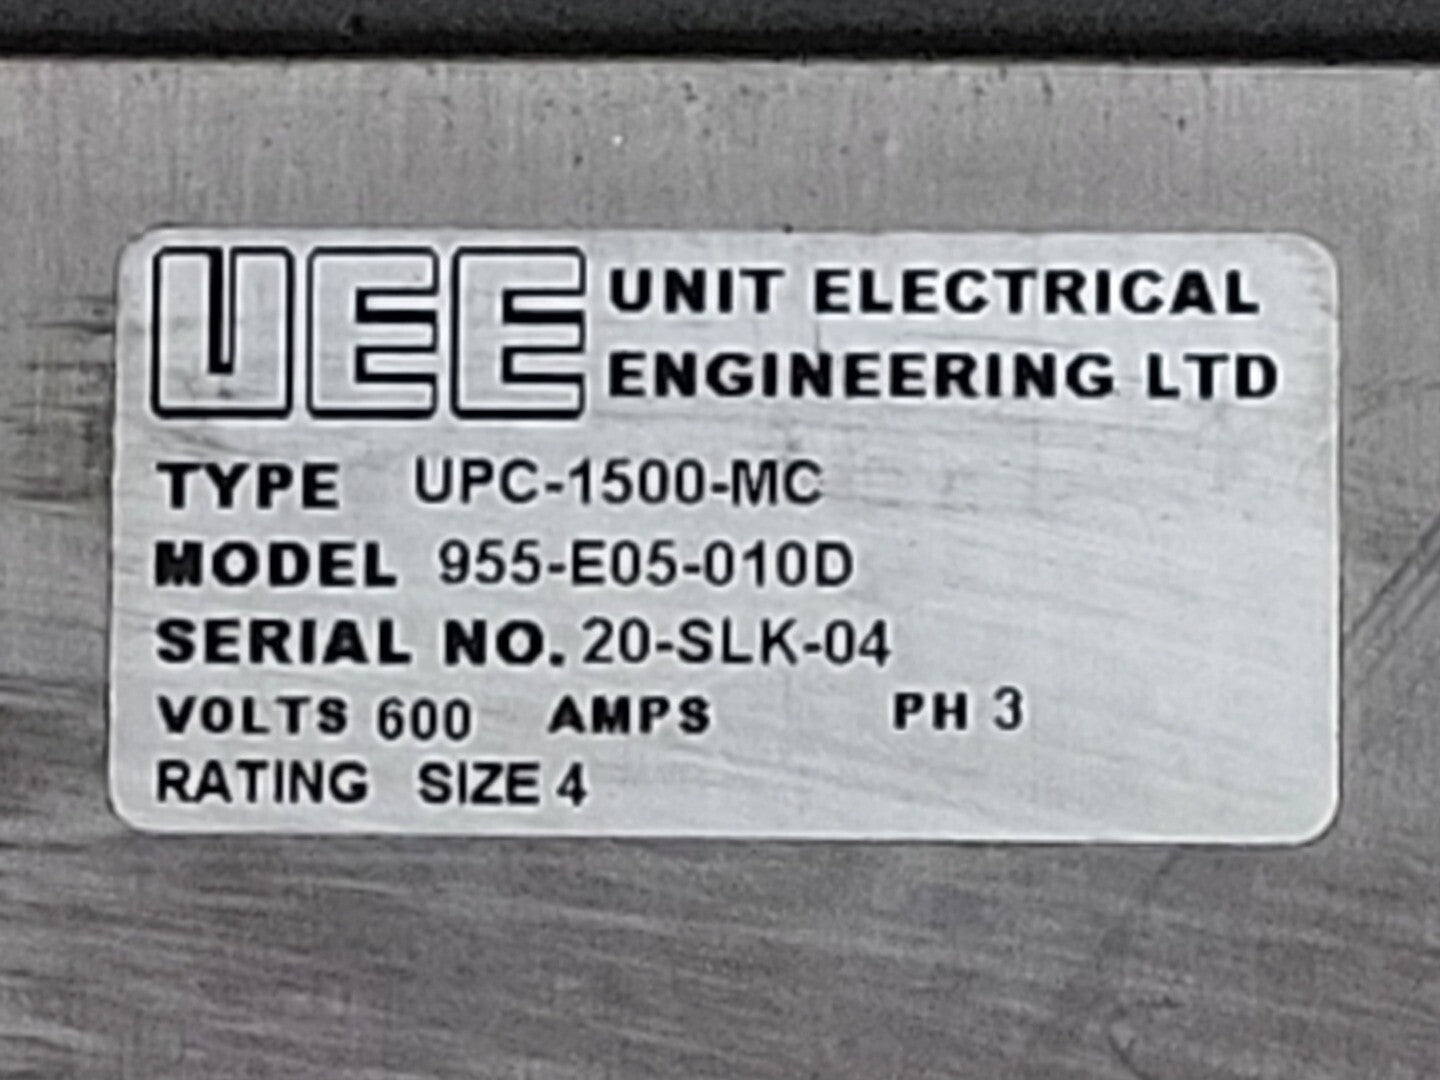 UEE UNIT ELECTRICAL
ENGINEERING LTD
TYPE UPC-1500-MC
MODEL 955-E05-010D
SERIAL NO. 20-SLK-04
VOLTS 600 AMPS PH 3
RATING SIZE 4